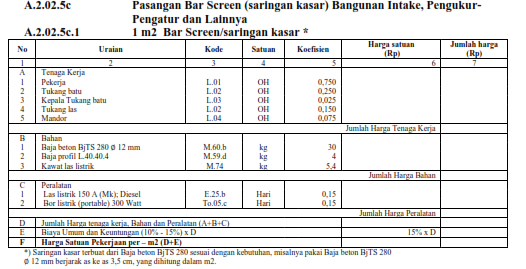 A.2.02.5c Pasangan Bar Screen (saringan kasar) Bangunan Intake, Pengukur-
Pengatur dan Lainnya
A.2.02.5c.1 1 m2 Bar Screen/saringan kasar *
No Uraian Kode Satuan Koefisien Harga satuan (Rp) Jumlah harga (Rp)
1 2 3 4 5 6 7
A Tenaga Kerja
1 Pekerja L.01 OH 0,750
2 Tukang batu L.02 OH 0,250
3 Kepala Tukang batu L.03 OH 0,025
4 Tukang las L.02 OH 0,150
5 Mandor L.04 OH 0,075
Jumlah Harga Tenaga Kerja
B Bahan
1 Baja beton BjTS 280 ∅ 12 mm M.60.b kg 30
2 Baja profil L.40.40.4 M.59.d kg 4
3 Kawat las listrik M.74 kg 5,4
Jumlah Harga Bahan
C Peralatan
1 Las listrik 150 A (Mk); Diesel E.25.b Hari 0,15
2 Bor listrik (portable) 300 Watt To.05.c Hari 0,15
Jumlah Harga Peralatan
D Jumlah Harga tenaga kerja, Bahan dan Peralatan (A+B+C)
E Biaya Umum dan Keuntungan (10% - 15%) x D 15% x D
F Harga Satuan Pekerjaan per – m2 (D+E)
*) Saringan kasar terbuat dari Baja beton BjTS 280 sesuai dengan kebutuhan, misalnya pakai Baja beton BjTS 280
∅ 12 mm berjarak as ke as 3,5 cm, yang dihitung dalam m2.